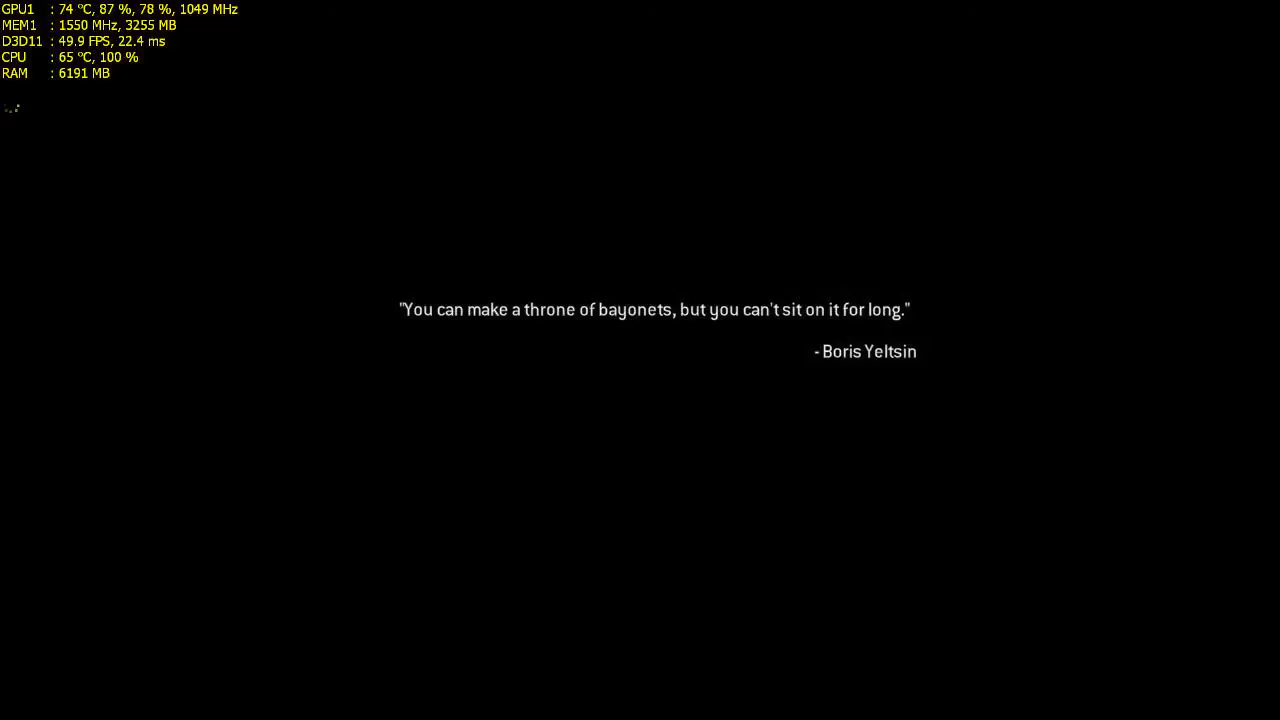 GPU1 : 74 °C, 87 %, 78 %, 1049 MHz
MEM1 : 1550 MHz, 3255 MB
D3D11 : 49.9 FPS, 22.4 ms
CPU : 65 °C, 100 %
RAM : 6191 MB
"You can make a throne of bayonets, but you can't sit on it for long."
- Boris Yeltsin